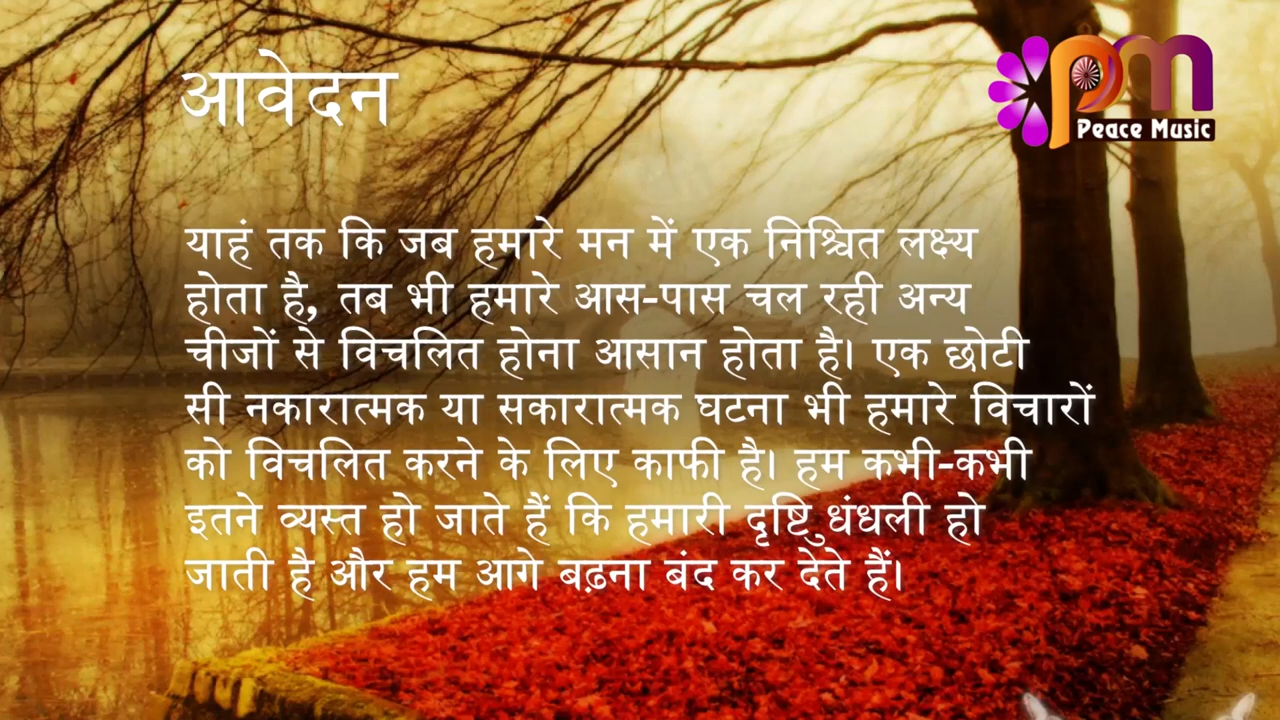 आवेदन
pm
Peace Music
याहं तक कि जब हमारे मन में एक निश्चित लक्ष्य
होता है, तब भी हमारे आस-पास चल रही अन्य
चीजों से विचलित होना आसान होता है। एक छोटी
सी नकारात्मक या सकारात्मक घटना भी हमारे विचारों
को विचलित करने के लिए काफी है। हम कभी-कभी
इतने व्यस्त हो जाते हैं कि हमारी दृष्टि ुधंधली हो
जाती है और हम आगे बढ़ना बंद कर देते हैं।